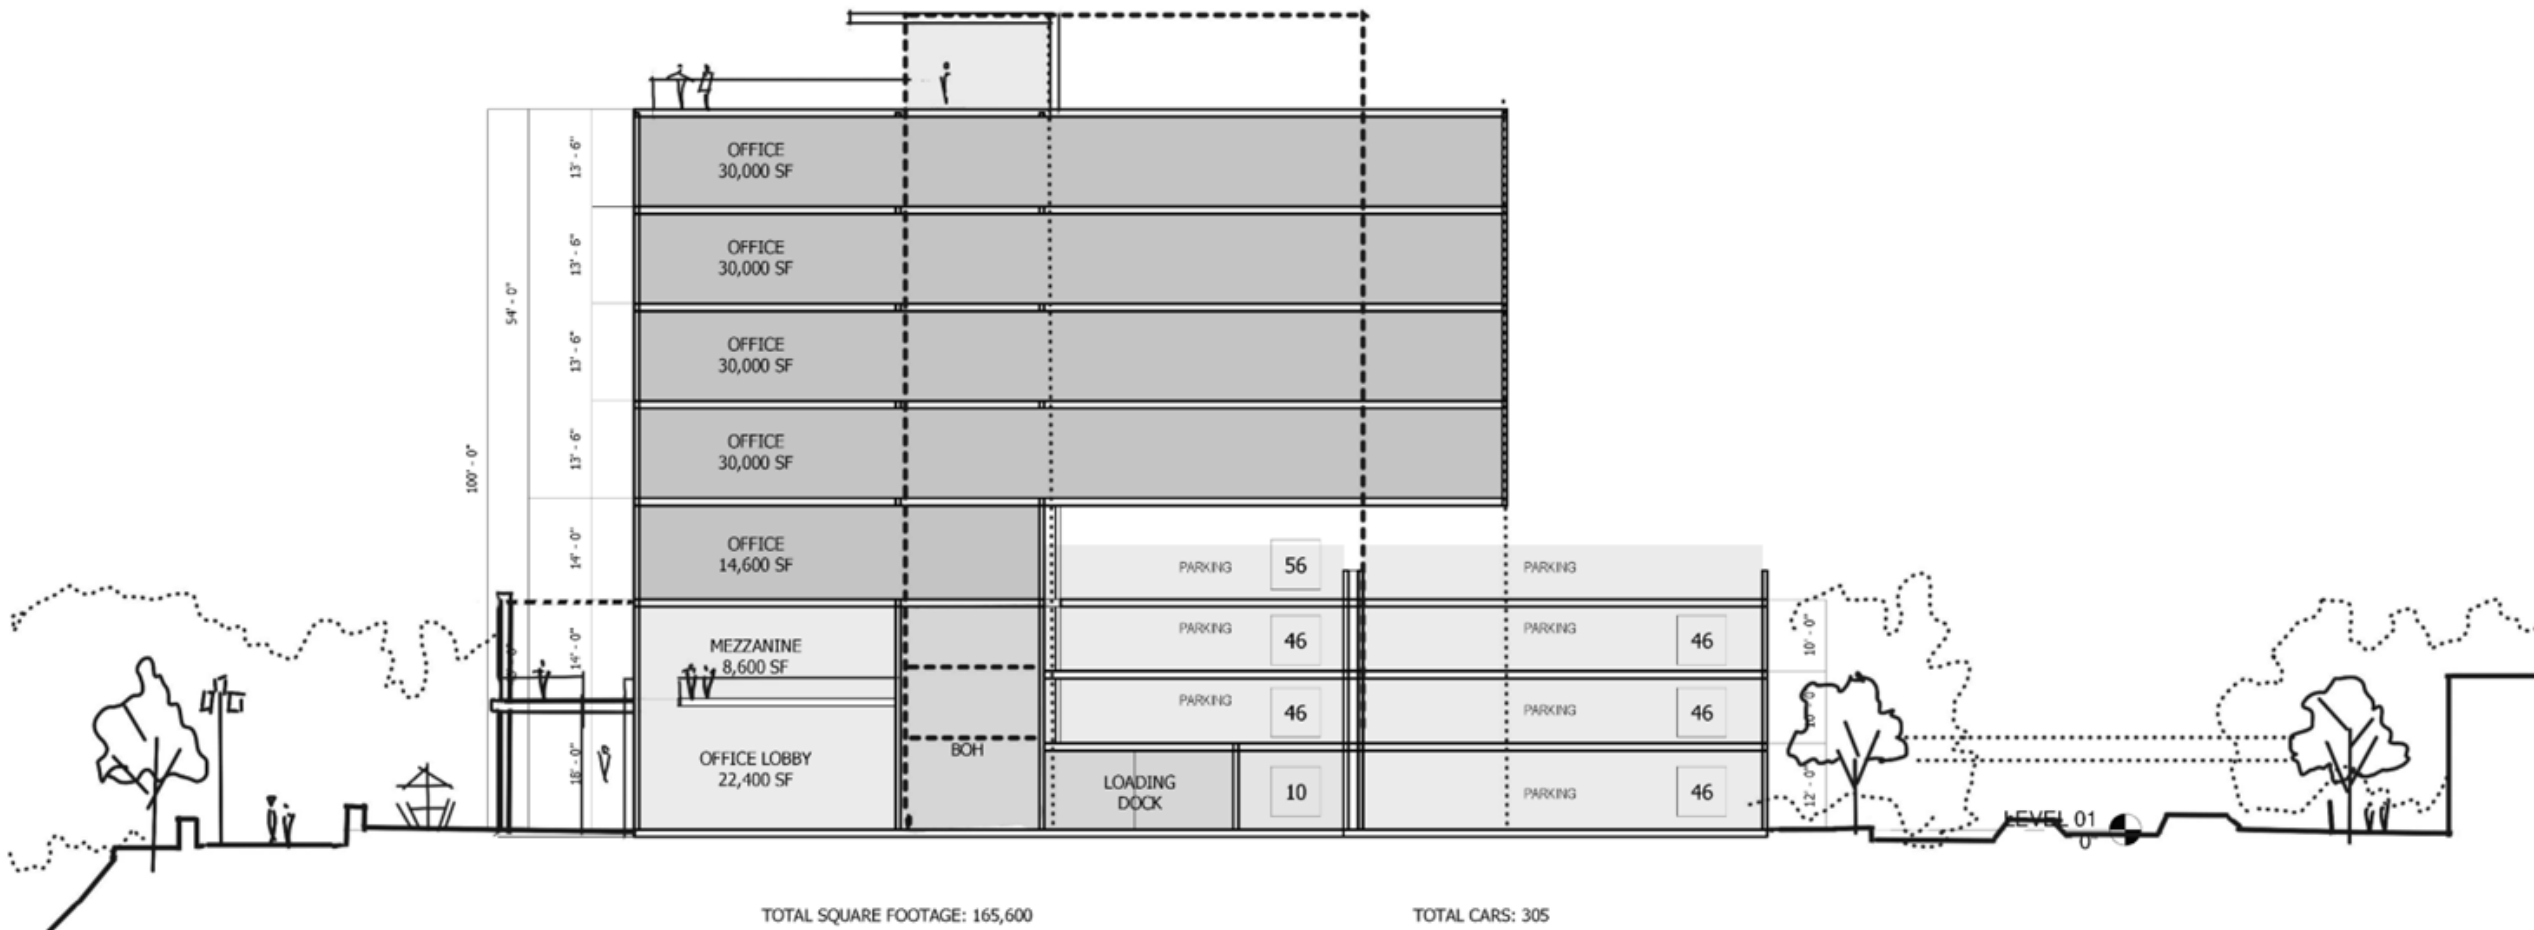 13' - 6"
OFFICE
30,000 SF
13' - 6"
OFFICE
30,000 SF
54' - 0"
13' - 6"
OFFICE
30,000 SF
100' - 0"
13' - 6"
OFFICE
30,000 SF
14' - 0"
OFFICE
14,600 SF
PARKING
56
PARKING
14' - 0"
MEZZANINE
8,600 SF
PARKING
46
PARKING
46
10' - 0"
PARKING
46
PARKING
46
10' - 0"
18' - 0"
OFFICE LOBBY
22,400 SF
BOH
LOADING
DOCK
10
PARKING
46
12' - 0"
LEVEL 01
0
TOTAL SQUARE FOOTAGE: 165,600
TOTAL CARS: 305